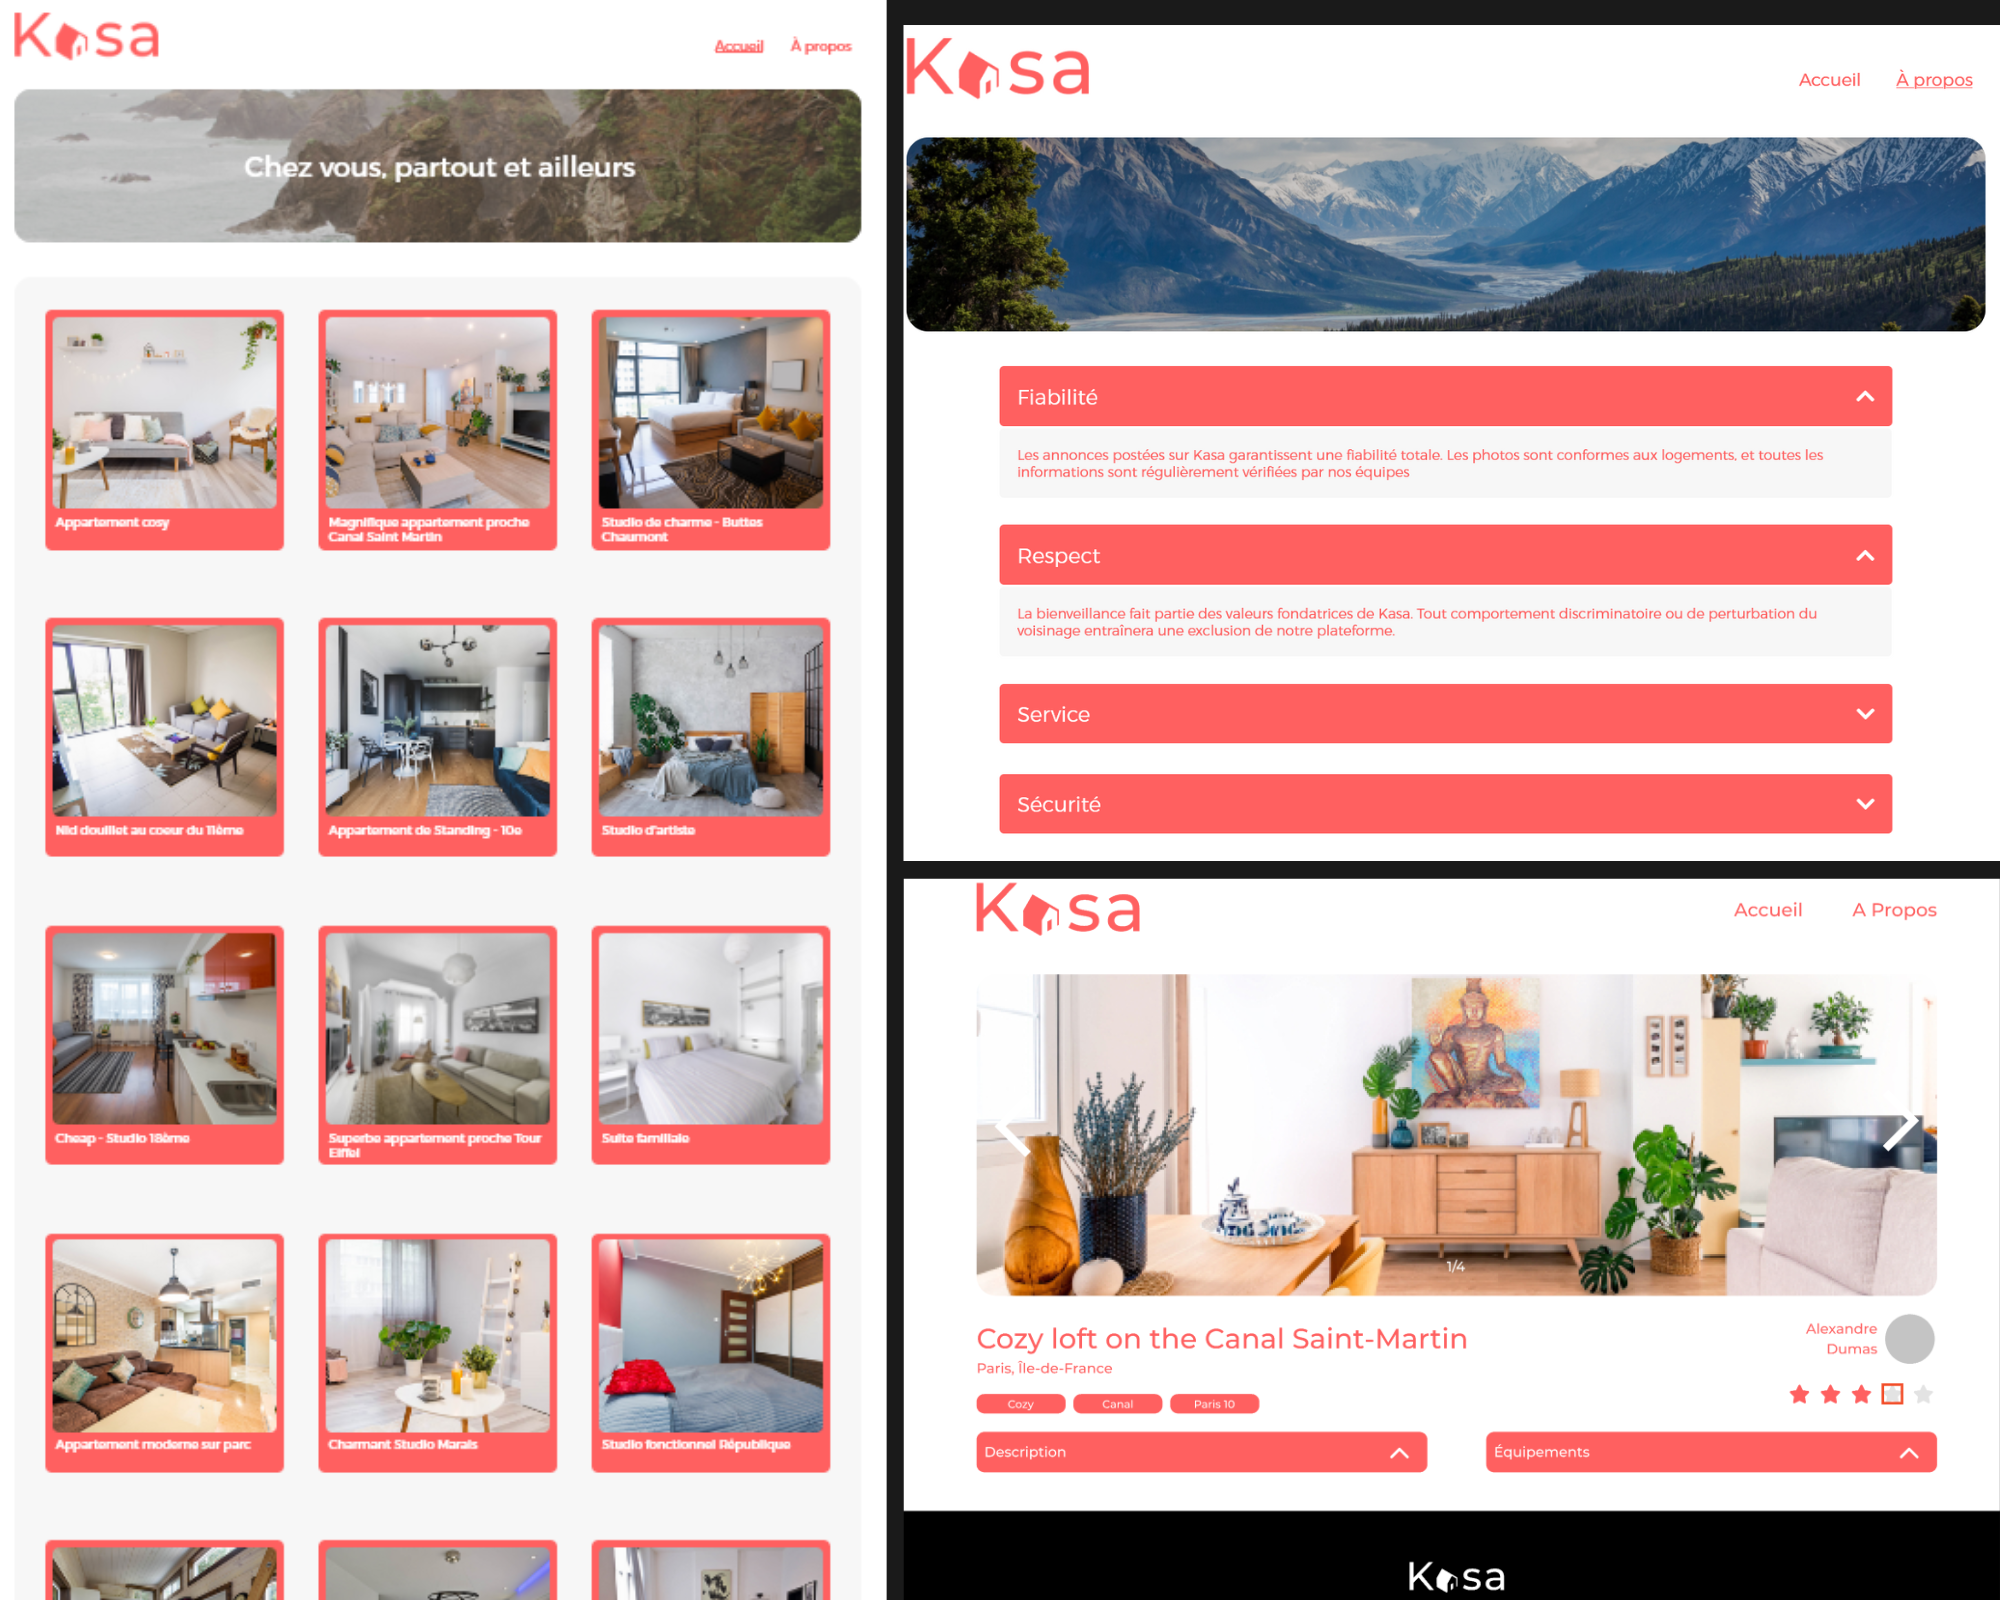 Kasa
Accueil À propos
Chez vous, partout et ailleurs
Appartement cosy
Magnifique appartement proche
Canal Saint Martin
Studio de charme - Buttes
Chaumont
Nid douillet au coeur du 11ème
Appartement de Standing - 10e
Studio d'artiste
Cheap - Studio 18ème
Superbe appartement proche Tour
Eiffel
Suite familiale
Appartement moderne sur parc
Charmant Studio Marais
Studio fonctionnel République
Kasa
Accueil À propos
Fiabilité
Les annonces postées sur Kasa garantissent une fiabilité totale. Les photos sont conformes aux logements, et toutes les
informations sont régulièrement vérifiées par nos équipes
Respect
La bienveillance fait partie des valeurs fondatrices de Kasa. Tout comportement discriminatoire ou de perturbation du
voisinage entraînera une exclusion de notre plateforme.
Service
Sécurité
Kasa
Accueil A Propos
1/4
Cozy loft on the Canal Saint-Martin
Paris, Île-de-France
Alexandre
Dumas
Cozy Canal Paris 10
Description
Équipements
Kasa